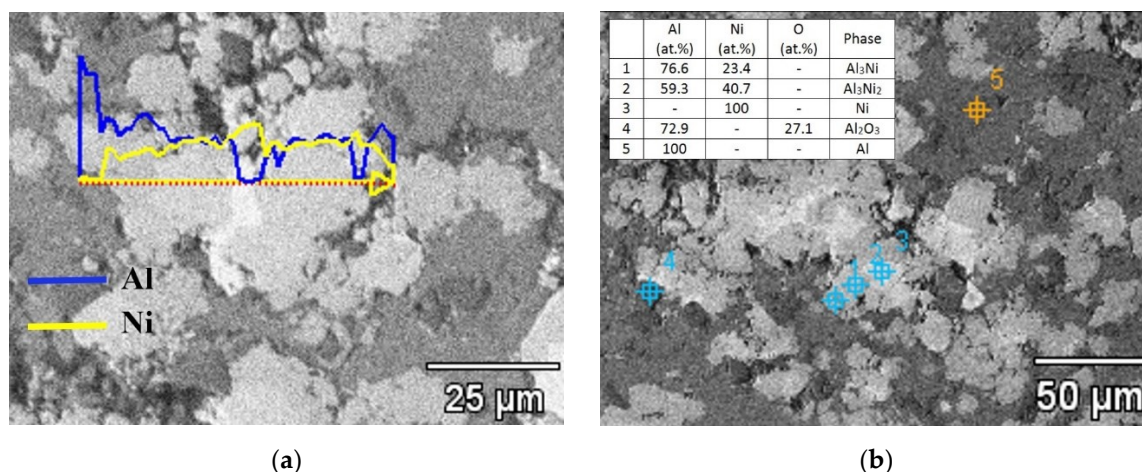 Al
Ni
25 µm
(a)
Al (at.%) Ni (at.%) O (at.%) Phase
1 76.6 23.4 - Al₃Ni
2 59.3 40.7 - Al₃Ni₂
3 - 100 - Ni
4 72.9 - 27.1 Al₂O₃
5 100 - - Al
5
4
1
2
3
50 µm
(b)